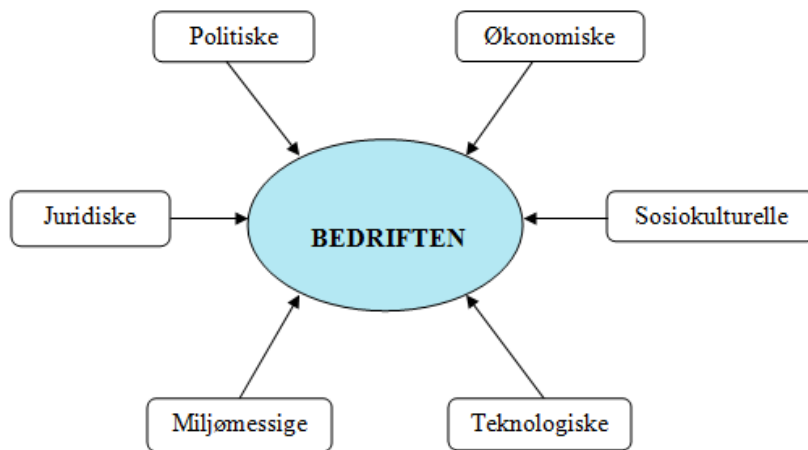 Politiske
Økonomiske
Juridiske
BEDRIFTEN
Sosiokulturelle
Miljømessige
Teknologiske